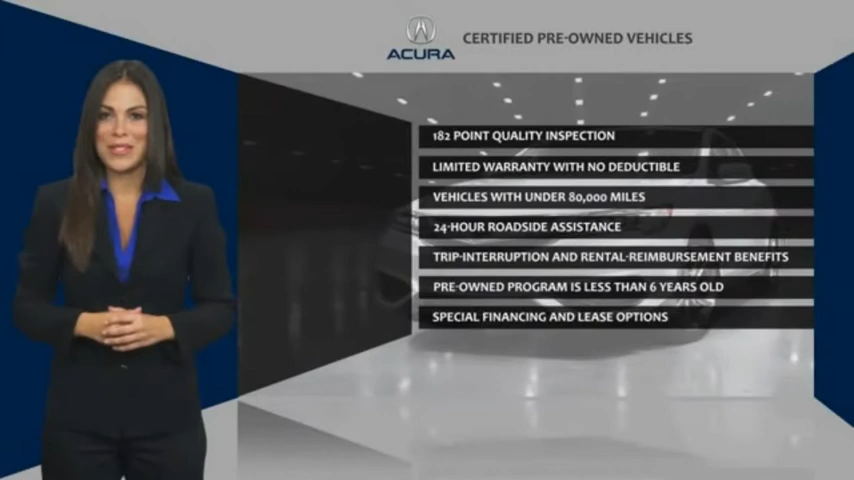 ACURA
CERTIFIED PRE-OWNED VEHICLES
182 POINT QUALITY INSPECTION
LIMITED WARRANTY WITH NO DEDUCTIBLE
VEHICLES WITH UNDER 80,000 MILES
24-HOUR ROADSIDE ASSISTANCE
TRIP-INTERRUPTION AND RENTAL-REIMBURSEMENT BENEFITS
PRE-OWNED PROGRAM IS LESS THAN 6 YEARS OLD
SPECIAL FINANCING AND LEASE OPTIONS